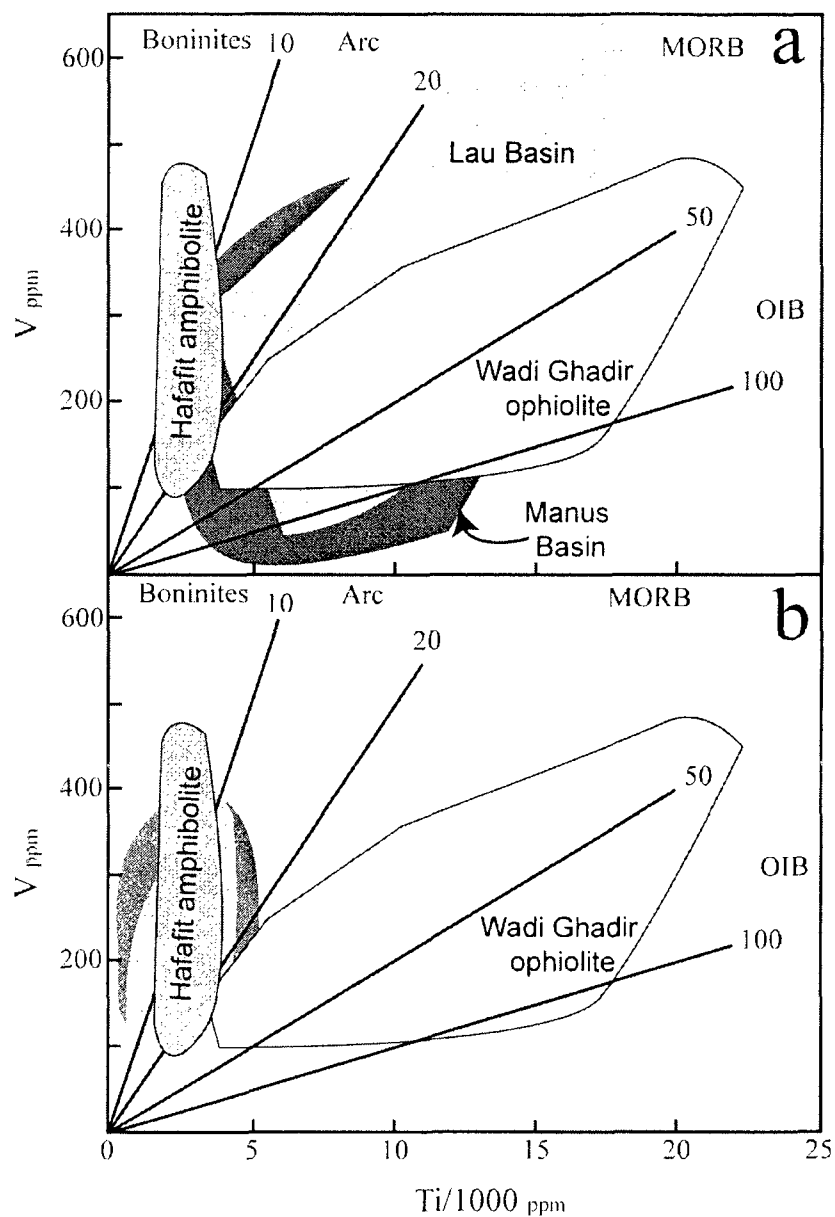 Boninites 10 Arc MORB a
600
20
Lau Basin
400
50
Hafafit amphibolite
V ppm
OIB
Wadi Ghadir
ophiolite
100
200
Manus
Basin
0
Boninites 10 Arc MORB b
600
20
400
50
Hafafit amphibolite
V ppm
OIB
Wadi Ghadir
ophiolite
100
200
0 5 10 15 20 25
Ti/1000 ppm